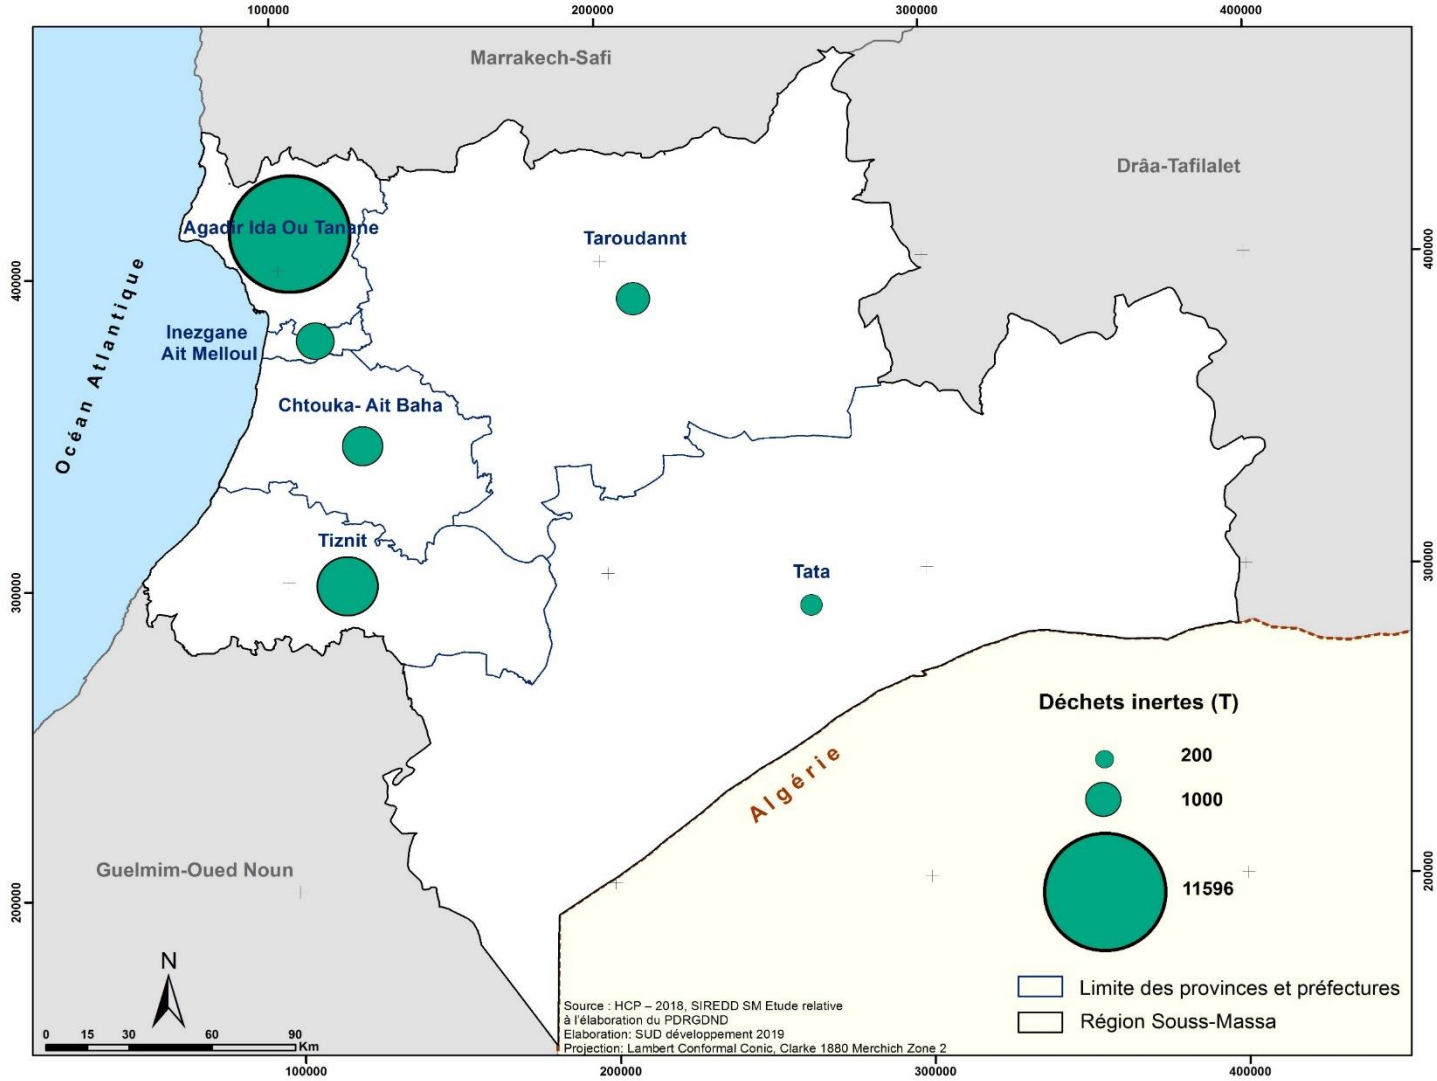 100000
200000
300000
400000
Marrakech-Safi
Drâa-Tafilalet
Agadir Ida Ou Tanane
Taroudannt
400000
400000
Océan Atlantique
Inezgane
Ait Melloul
Chtouka- Ait Baha
Tiznit
Tata
300000
300000
Déchets inertes (T)
200
1000
11596
Algérie
Guelmim-Oued Noun
200000
200000
N
Limite des provinces et préfectures
Région Souss-Massa
Source : HCP – 2018, SIREDD SM Etude relative
à l'élaboration du PDRGDND
Elaboration: SUD développement 2019
Projection: Lambert Conformal Conic, Clarke 1880 Merchich Zone 2
0 15 30 60 90
Km
100000
200000
300000
400000